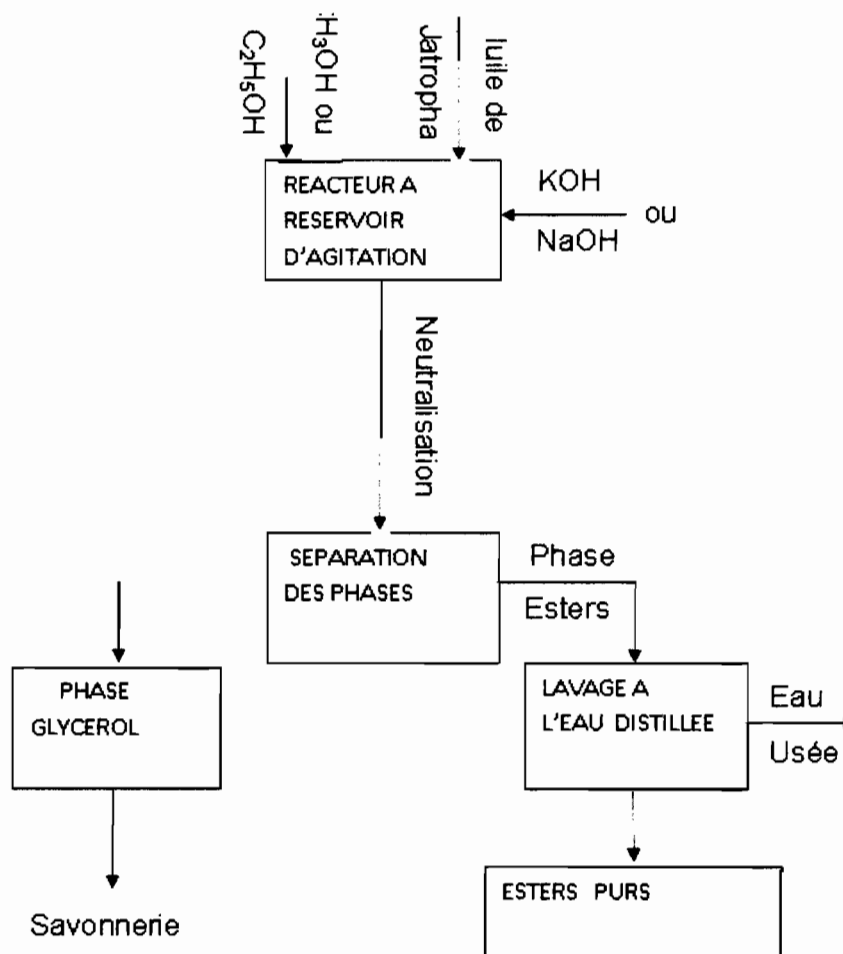 :H₃OH ou
C₂H₅OH
luile de
Jatropha
REACTEUR A
RESERVOIR
D'AGITATION
KOH
ou
NaOH
Neutralisation
SEPARATION
DES PHASES
Phase
Esters
PHASE
GLYCEROL
LAVAGE A
L'EAU DISTILLEE
Eau
Usée
Savonnerie
ESTERS PURS